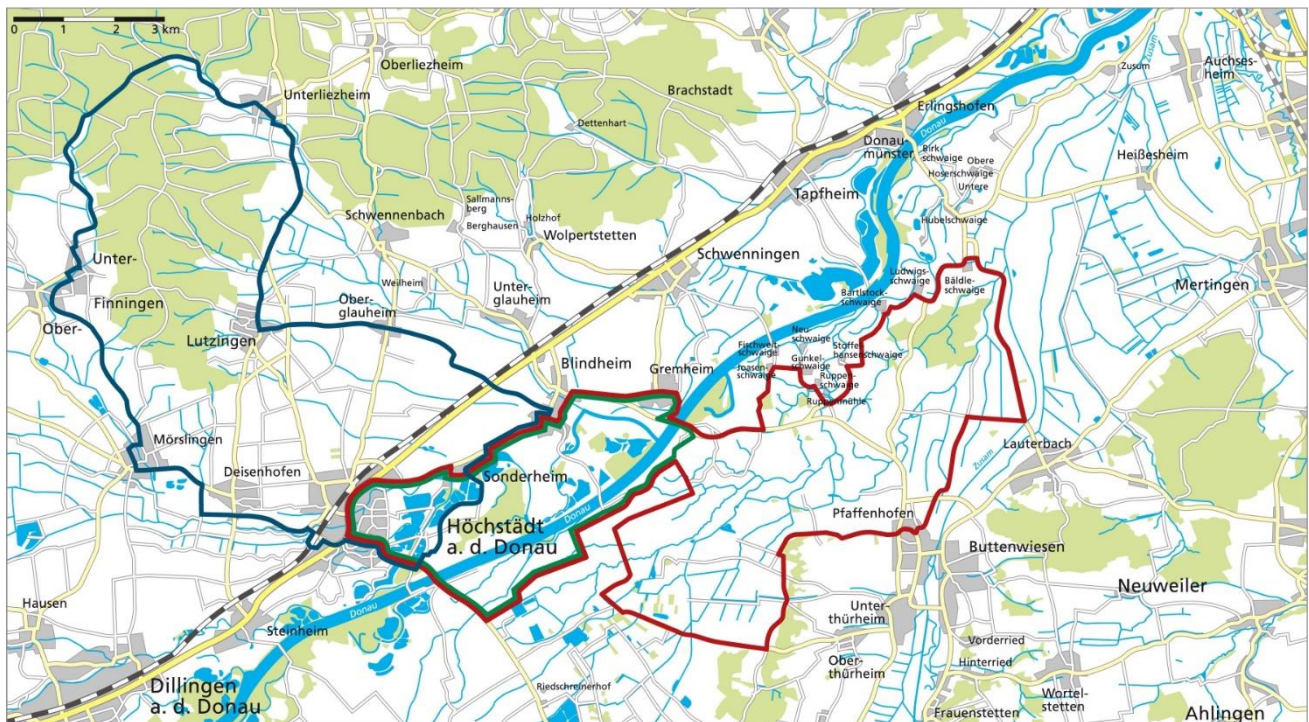 0 1 2 3 km
Oberliezheim
Unterliezheim
Brachstadt
Dettenhart
Zusum
Auchses-
heim
Zusam
Erlingshofen
Donau
Donau
münster
Birk-
schwaige
Obere
Hoserschwaige
Untere
Heißesheim
Tapfheim
Hubelschwaige
Schwennenbach
Sallmanns-
berg
Berghausen
Holzhof
Wolpertstetten
Schwenningen
Unter-
Finningen
Ober-
Weilheim
Unter-
glauheim
Ober-
glauheim
Lutzingen
Ludwigs-
schwaige
Bäldle-
schwaige
Bartlstock-
schwaige
Mertingen
Neu-
schwaige
Fischweit-
schwaige
Stoffel-
hansenschwaige
Gunkel-
schwaige
Joasen-
schwaige
Ruppen-
schwaige
Ruppenmühle
Blindheim
Gremheim
Mörslingen
Deisenhofen
Sonderheim
Lauterbach
Zusam
Höchstädt
a. d. Donau
Donau
Pfaffenhofen
Buttenwiesen
Neuweiler
Hausen
Steinheim
Donau
Unter-
thürheim
Vorderried
Ober-
thürheim
Hinterried
Dillingen
a. d. Donau
Riedschreinerhof
Wortel-
stetten
Frauenstetten
Ahlingen